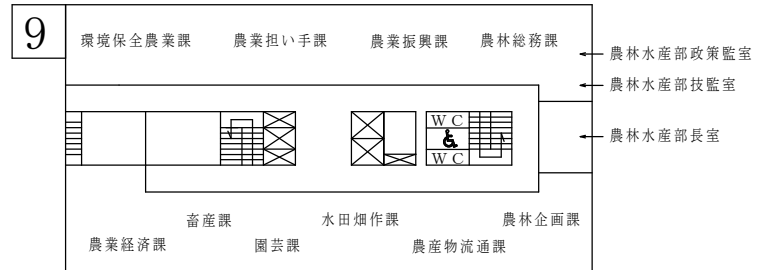 9
環境保全農業課 農業担い手課 農業振興課 農林総務課
農林水産部政策監室
農林水産部技監室
WC
農林水産部長室
WC
畜産課 水田畑作課 農林企画課
農業経済課 園芸課 農産物流通課